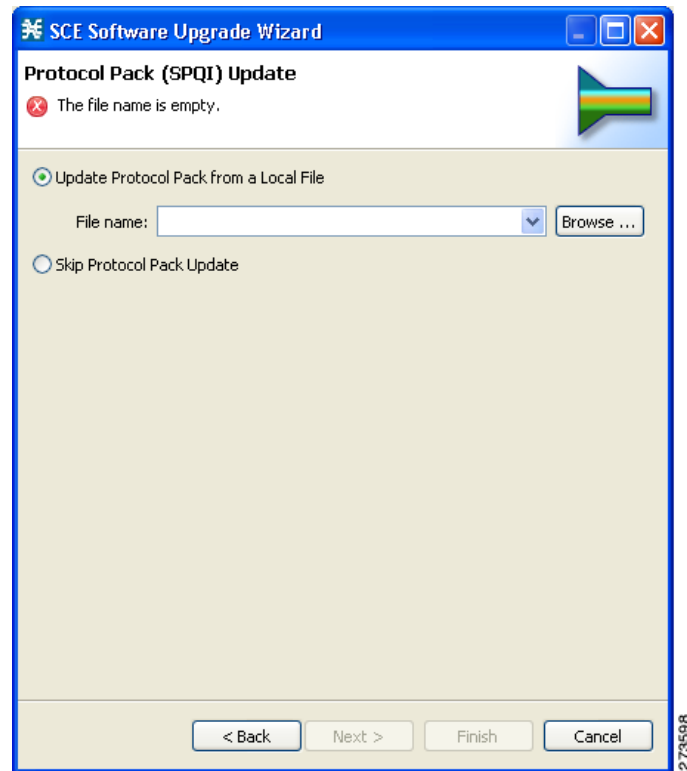 SCE Software Upgrade Wizard
Protocol Pack (SPQI) Update
The file name is empty.
Update Protocol Pack from a Local File
File name:
Browse ...
Skip Protocol Pack Update
< Back
Next >
Finish
Cancel
273598